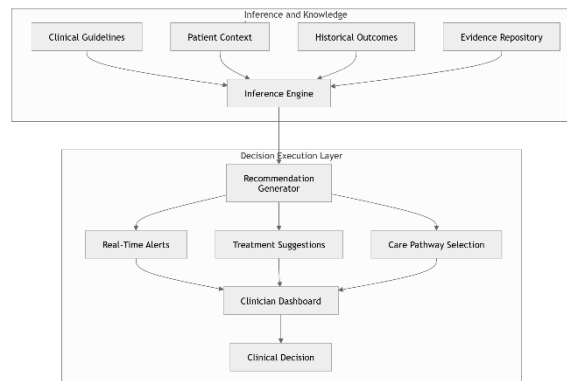 Inference and Knowledge
Clinical Guidelines
Patient Context
Historical Outcomes
Evidence Repository
Inference Engine
Decision Execution Layer
Recommendation
Generator
Real-Time Alerts
Treatment Suggestions
Care Pathway Selection
Clinician Dashboard
Clinical Decision